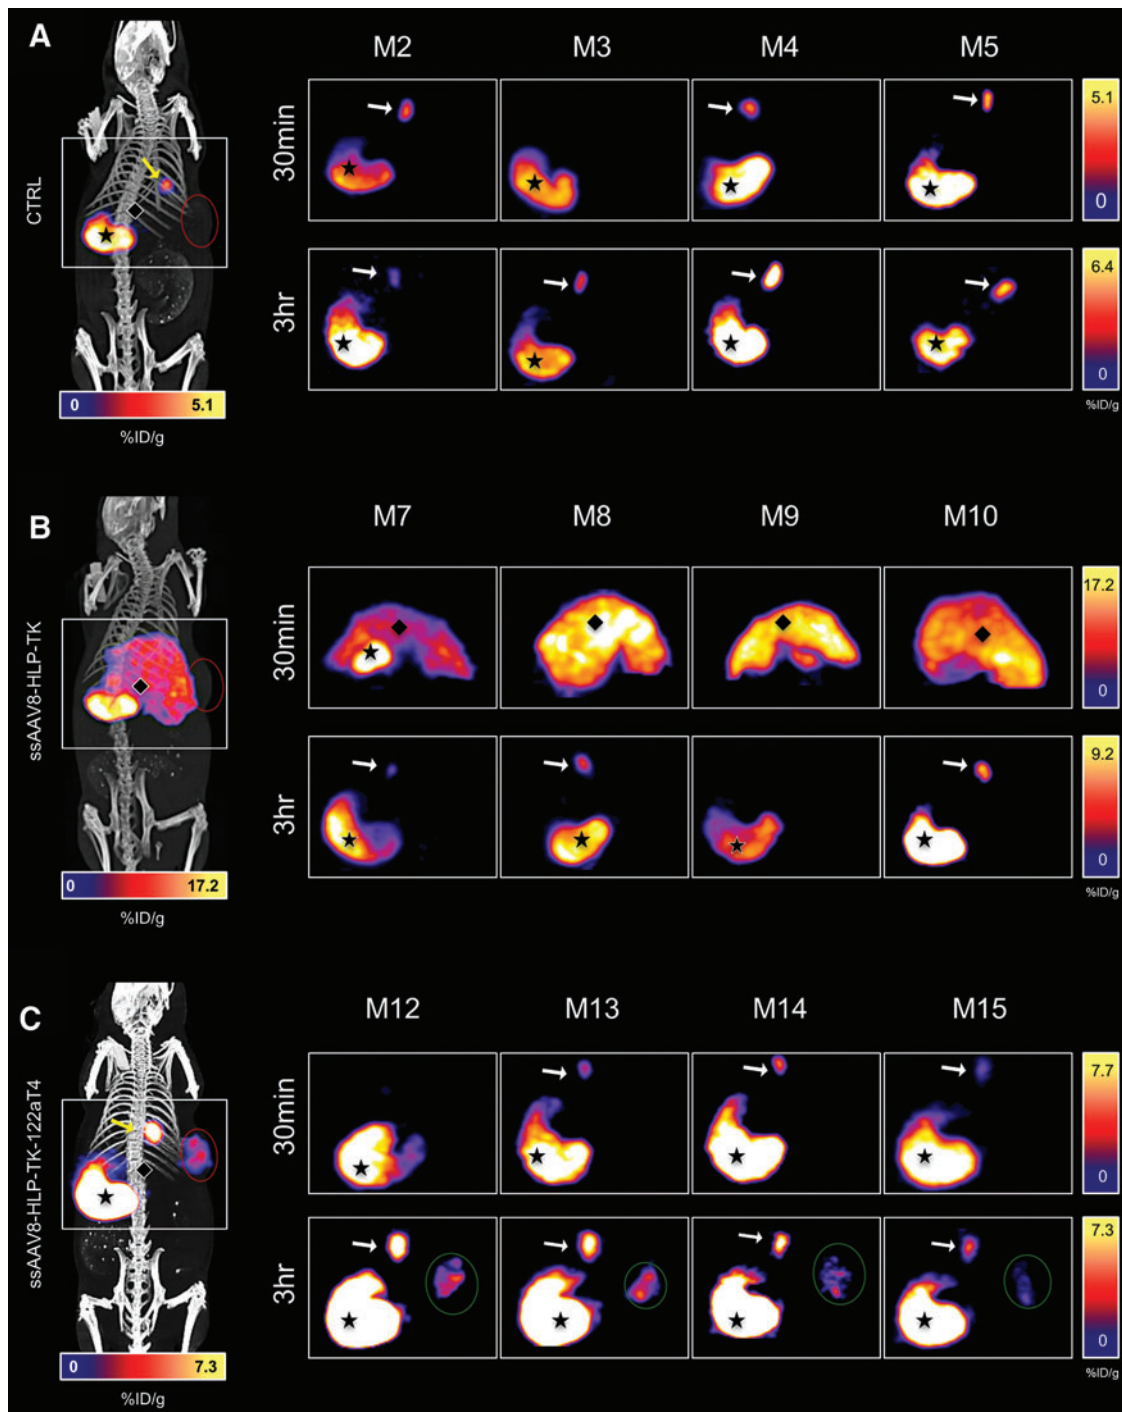 A
M2 M3 M4 M5
CTRL
30min
5.1
0
3hr
6.4
0
%ID/g
0 5.1
%ID/g
B
M7 M8 M9 M10
ssAAV8-HLP-TK
30min
17.2
0
3hr
9.2
0
%ID/g
0 17.2
%ID/g
C
M12 M13 M14 M15
ssAAV8-HLP-TK-122aT4
30min
7.7
0
3hr
7.3
0
%ID/g
0 7.3
%ID/g